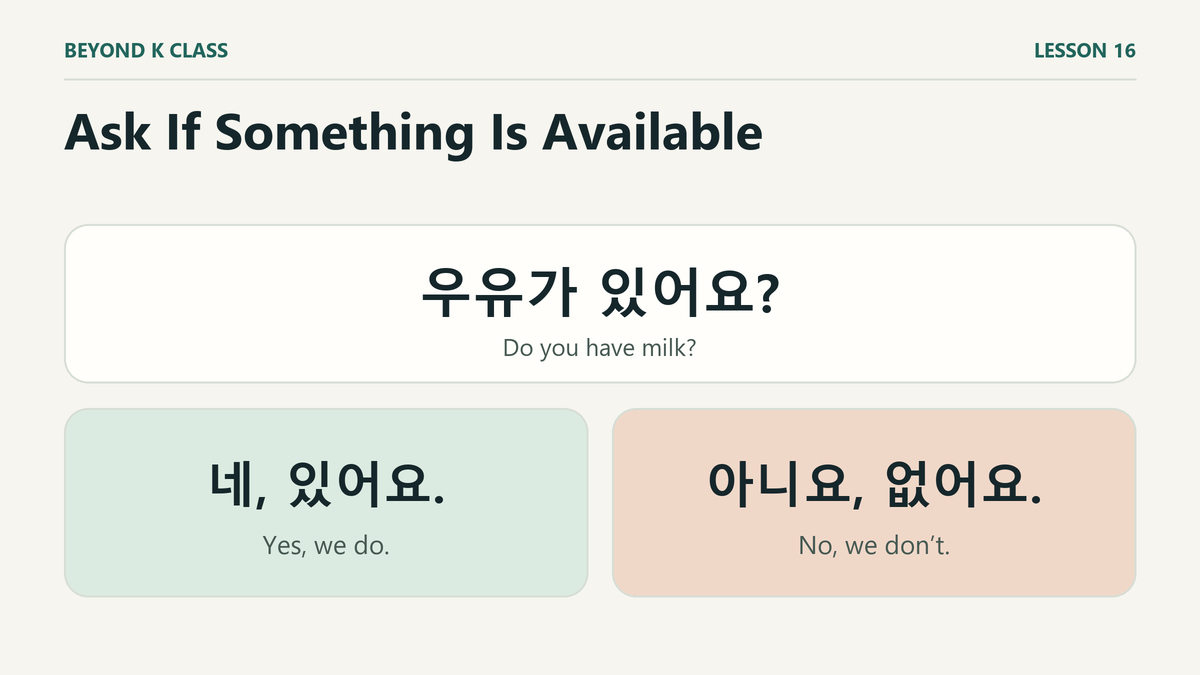 BEYOND K CLASS
LESSON 16
Ask If Something Is Available
우유가 있어요?
Do you have milk?
네, 있어요.
Yes, we do.
아니요, 없어요.
No, we don’t.